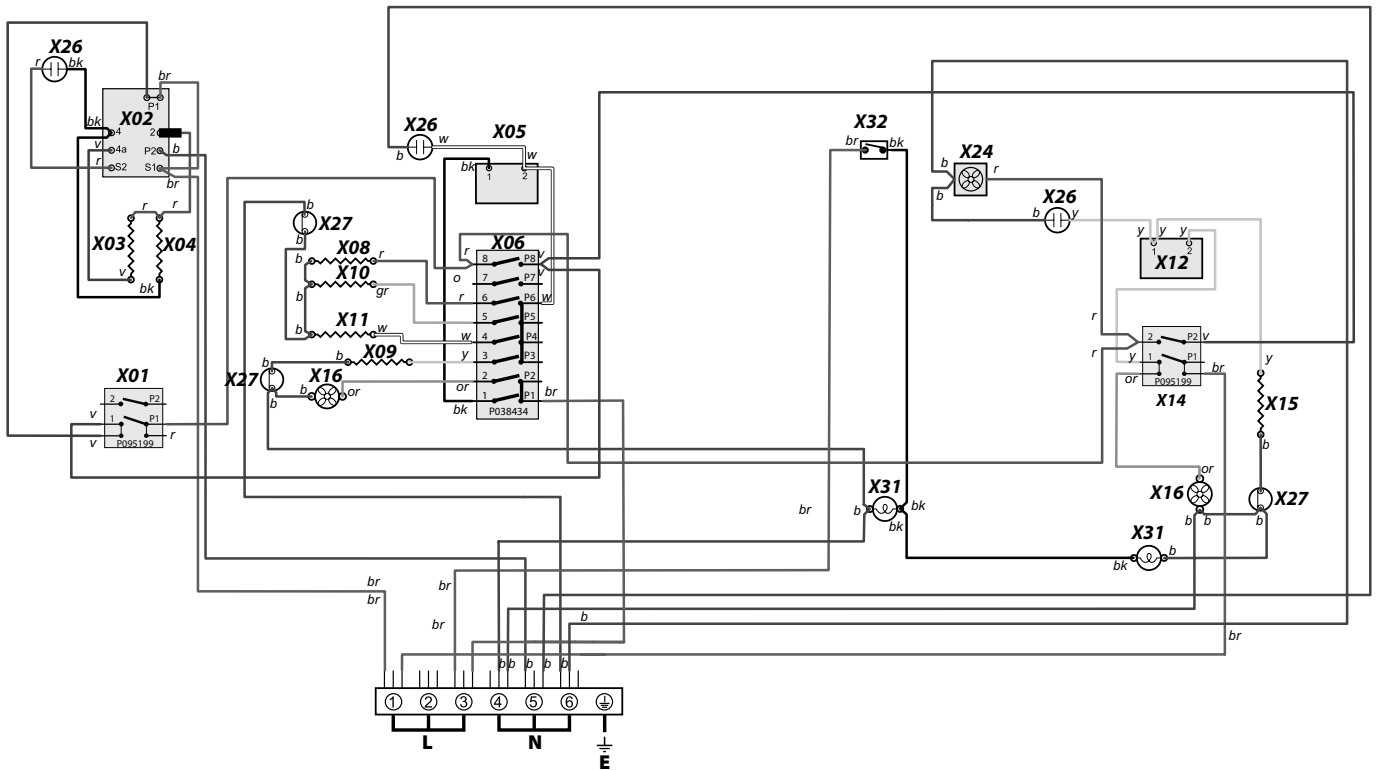 X26
r
bk
br
P1
X02
bk
4
2
v
4a
P2
b
r
S2
S1
br
r
r
X03
X04
v
bk
X01
2
P2
v
1
P1
v
P095199
r
X26
b
w
X05
w
bk
1
2
b
X27
b
X06
X08
b
r
r
8
P8
v
X10
o
7
P7
v
b
gr
r
6
P6
w
5
P5
X11
b
w
w
4
P4
X09
b
b
y
3
P3
X27
X16
b
or
or
2
P2
b
bk
1
P1
br
P038434
X32
br
bk
X24
b
r
b
X26
b
y
y
y
y
1
2
X12
r
2
P2
v
r
y
1
P1
br
or
P095199
X14
y
X15
b
or
X16
X27
b
b
b
X31
b
bk
bk
br
X31
b
bk
br
br
br
br
b
br
b
b
b
b
b
1
2
3
4
5
6
L
N
E